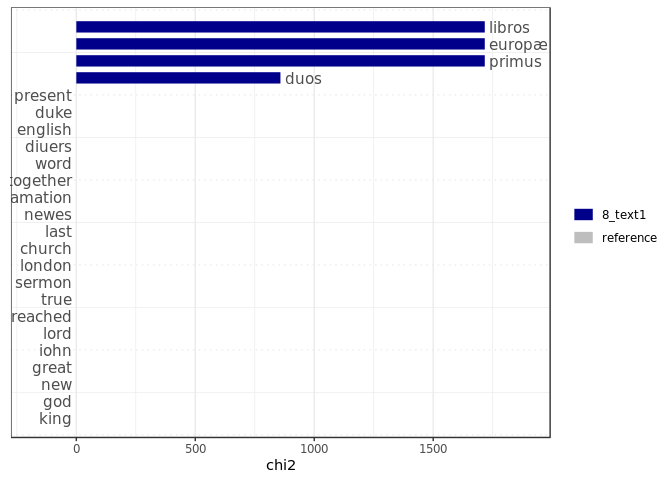 libros
europæ
primus
duos
present
duke
english
diuers
word
together
amation
newes
last
church
london
sermon
true
reached
lord
iohn
great
new
god
king
0 500 1000 1500
chi2
8_text1
reference